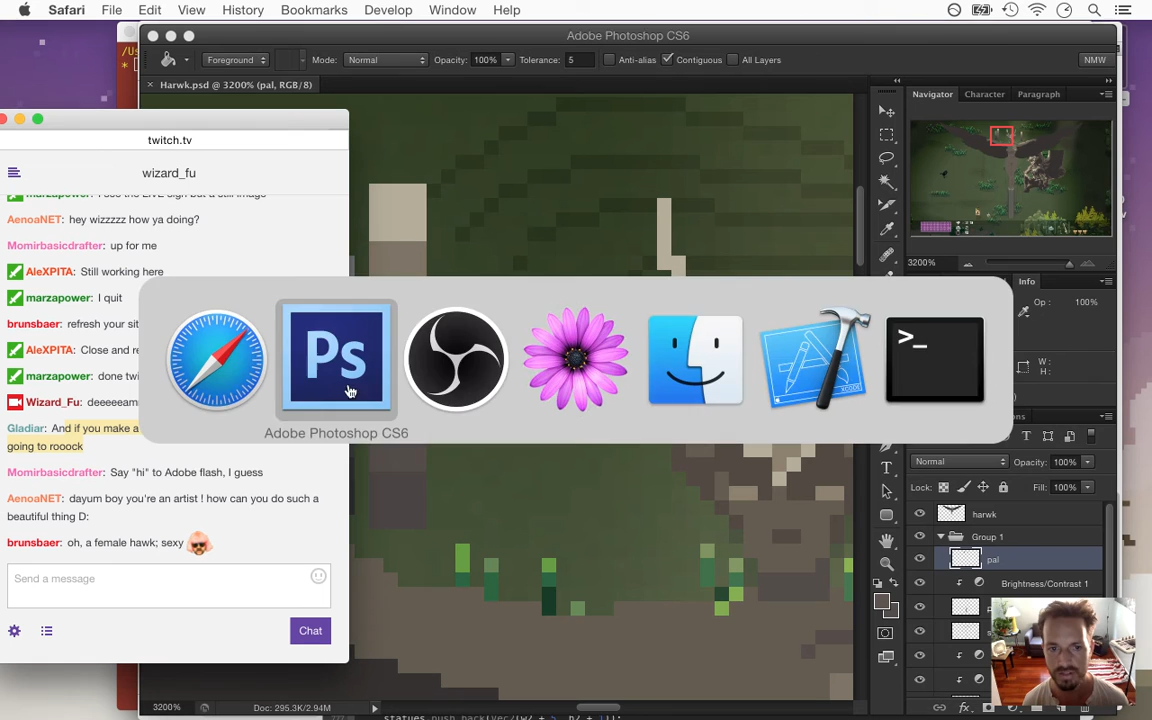 Safari File Edit View History Bookmarks Develop Window Help
Adobe Photoshop CS6
Foreground Mode: Normal Opacity: 100% Tolerance: 5 Anti-alias Contiguous All Layers NMW
× Harwk.psd @ 3200% (pal, RGB/8)
Navigator Character Paragraph
3200%
Info
Op : 100%
W :
H :
Normal Opacity: 100%
Lock: Fill: 100%
harwk
Group 1
pal
Brightness/Contrast 1
3200% Doc: 295.3K/2.94M
twitch.tv
wizard_fu
AenoaNET: hey wizzzzz how ya doing?
Momirbasicdrafter: up for me
AleXPITA: Still working here
marzapower: I quit
brunsbaer: refresh your sit
AleXPITA: Close and re
marzapower: done twi
Wizard_Fu: deeeeeam
Gladiar: And if you make a
going to rooock
Momirbasicdrafter: Say "hi" to Adobe flash, I guess
AenoaNET: dayum boy you're an artist ! how can you do such a
beautiful thing D:
brunsbaer: oh, a female hawk; sexy
Send a message
Chat
Ps
>_
Adobe Photoshop CS6